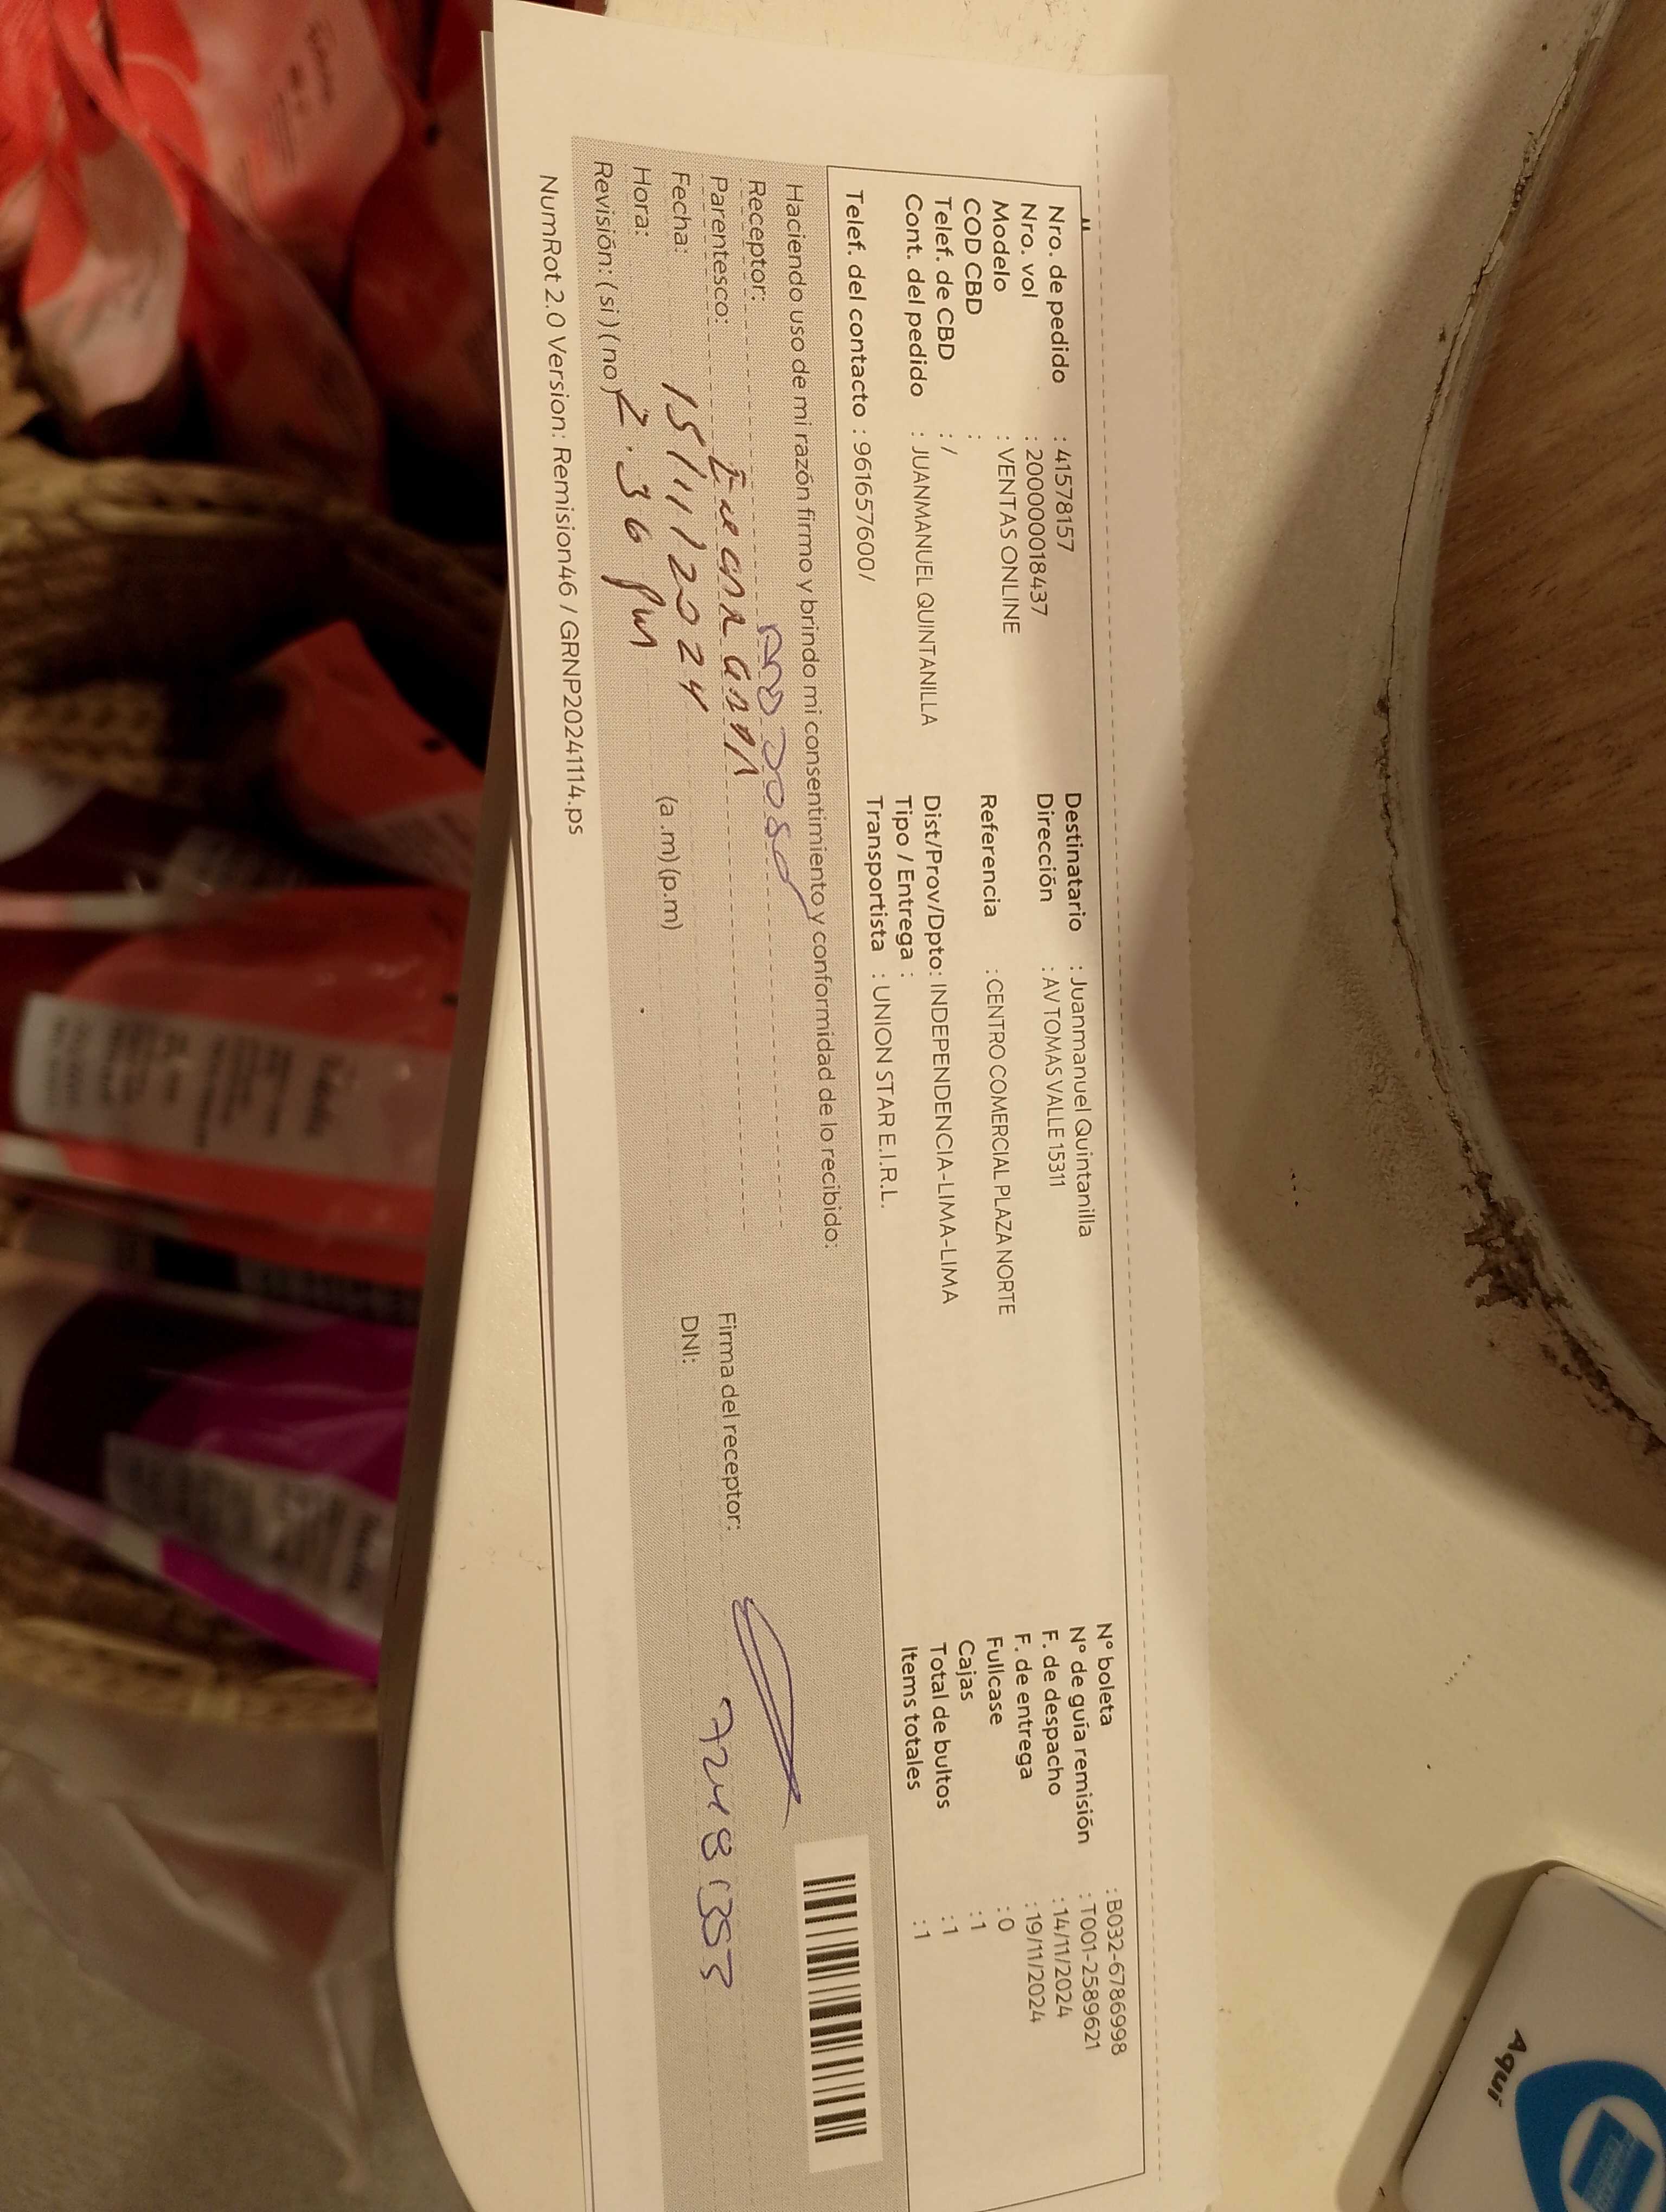 Nro. de pedido : 41578157
Nro. vol : 200000018437
Modelo : VENTAS ONLINE
COD CBD :
Telef. de CBD : /
Cont. del pedido : JUANMANUEL QUINTANILLA
Telef. del contacto : 961657600/
Destinatario : Juanmanuel Quintanilla
Dirección : AV TOMAS VALLE 15311
Referencia : CENTRO COMERCIAL PLAZA NORTE
Dist/Prov/Dpto: INDEPENDENCIA-LIMA-LIMA
Tipo / Entrega :
Transportista : UNION STAR E.I.R.L.
Nº boleta : B032-67869998
Nº de guía remisión : T001-2589621
F. de despacho : 14/11/2024
F. de entrega : 19/11/2024
Fullcase : 0
Cajas : 1
Total de bultos : 1
Items totales : 1
Haciendo uso de mi razón firmo y brindo mi consentimiento y conformidad de lo recibido:
Receptor:
Parentesco:
Fecha: 15/11/2024
Hora: 2.36 pm (a.m) (p.m)
Revisión: (si) (no)
Firma del receptor:
DNI:
NumRot 2.0 Version: Remision46 / GRNP20241114.ps
Aquí